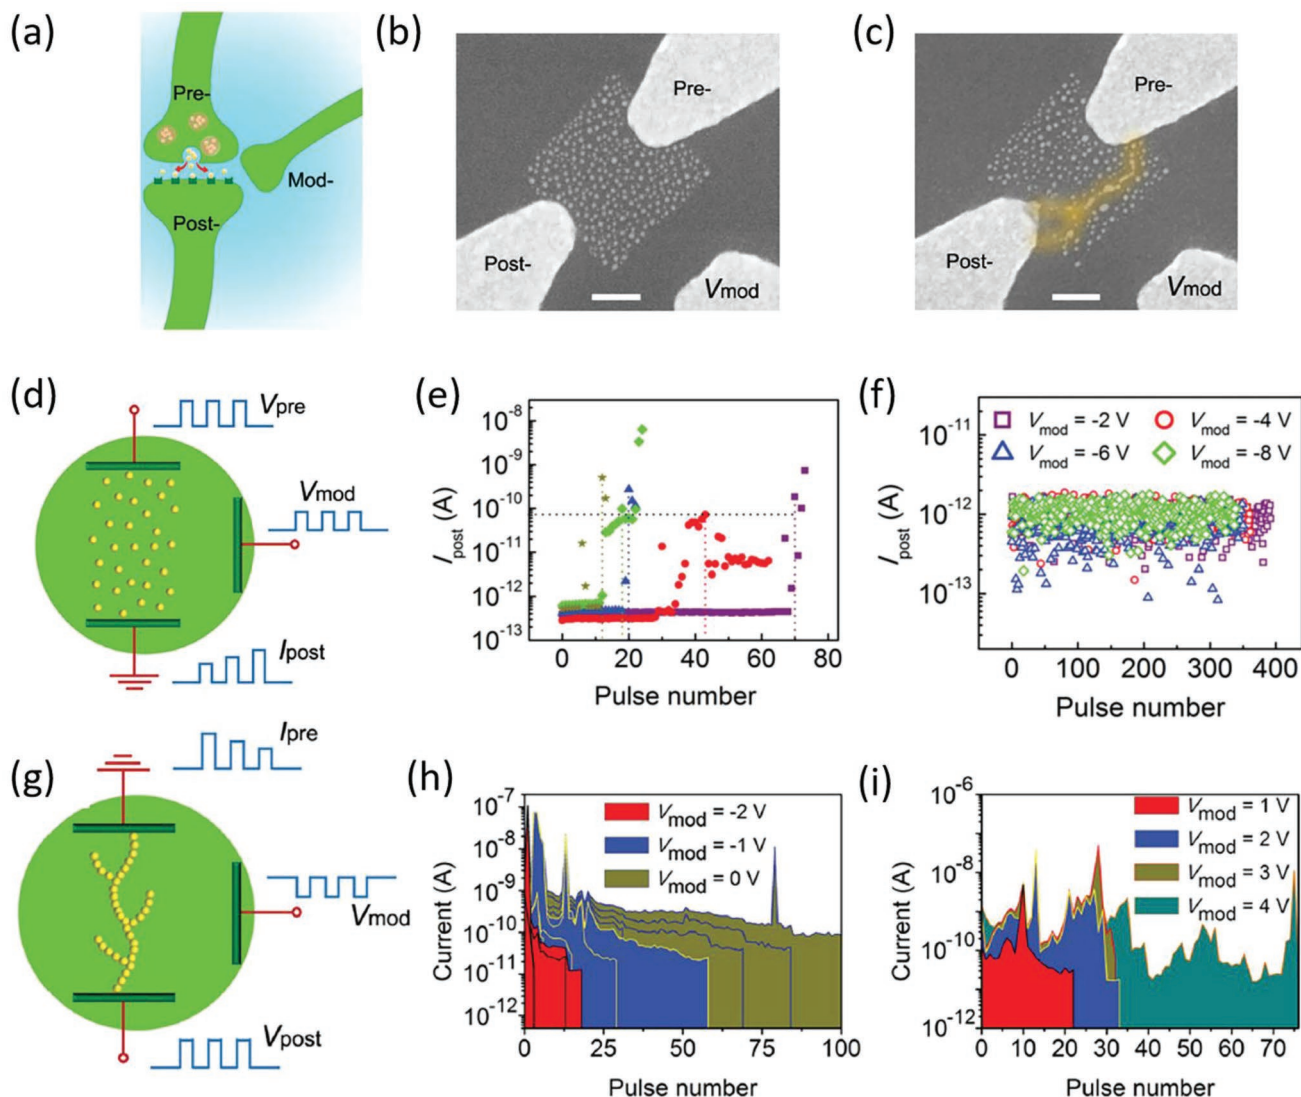 (a)
Pre-
Mod-
Post-
(b)
Pre-
Post-
Vmod
(c)
Pre-
Post-
Vmod
(d)
Vpre
Vmod
Ipost
(e)
Ipost (A)
10-8
10-9
10-10
10-11
10-12
10-13
0 20 40 60 80
Pulse number
(f)
Ipost (A)
10-11
10-12
10-13
Vmod = -2 V
Vmod = -4 V
Vmod = -6 V
Vmod = -8 V
0 100 200 300 400
Pulse number
(g)
Ipre
Vmod
Vpost
(h)
Current (A)
10-7
10-8
10-9
10-10
10-11
10-12
Vmod = -2 V
Vmod = -1 V
Vmod = 0 V
0 25 50 75 100
Pulse number
(i)
Current (A)
10-6
10-8
10-10
10-12
Vmod = 1 V
Vmod = 2 V
Vmod = 3 V
Vmod = 4 V
0 10 20 30 40 50 60 70
Pulse number